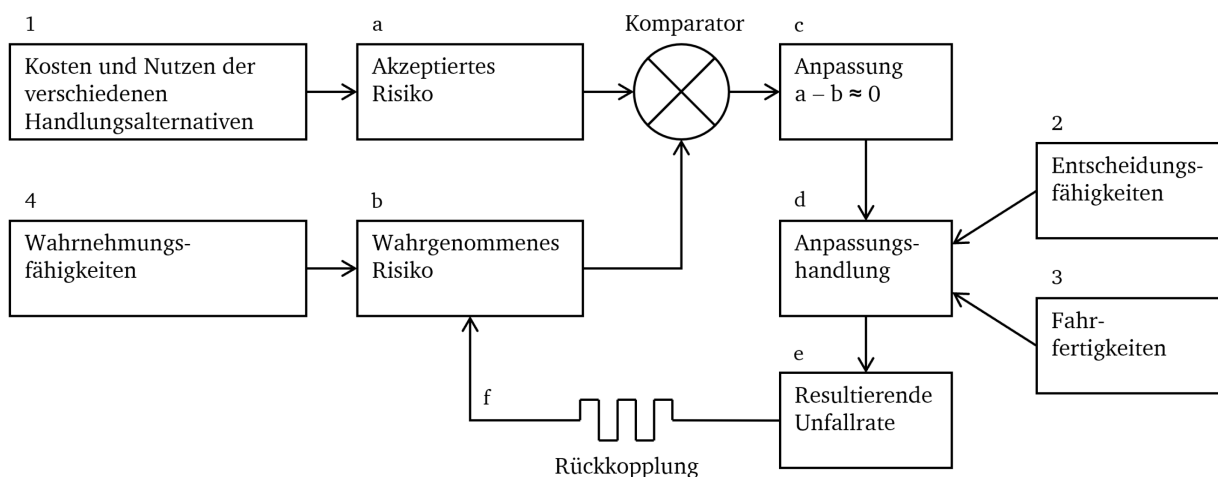 1
Kosten und Nutzen der
verschiedenen
Handlungsalternativen
a
Akzeptiertes
Risiko
Komparator
c
Anpassung
a – b ≈ 0
2
Entscheidungs-
fähigkeiten
4
Wahrnehmungs-
fähigkeiten
b
Wahrgenommenes
Risiko
d
Anpassungs-
handlung
3
Fahr-
fertigkeiten
e
Resultierende
Unfallrate
f
Rückkopplung